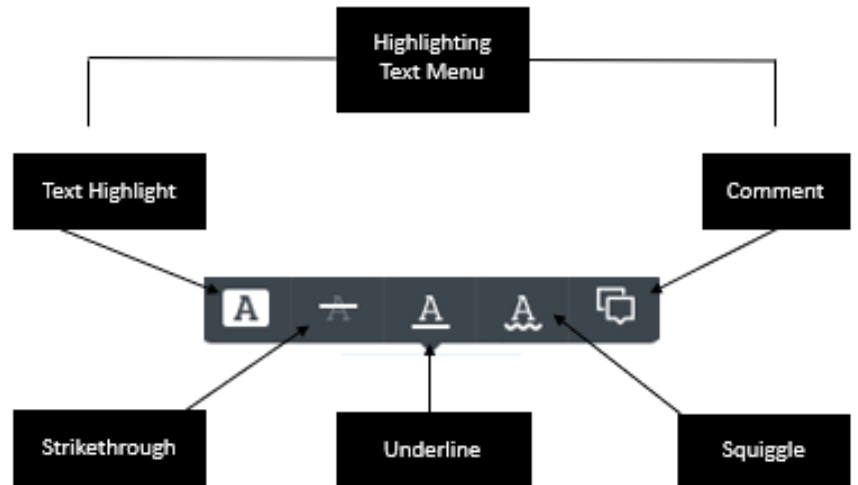 Highlighting
Text Menu
Text Highlight
Comment
A
A
A
A
Strikethrough
Underline
Squiggle